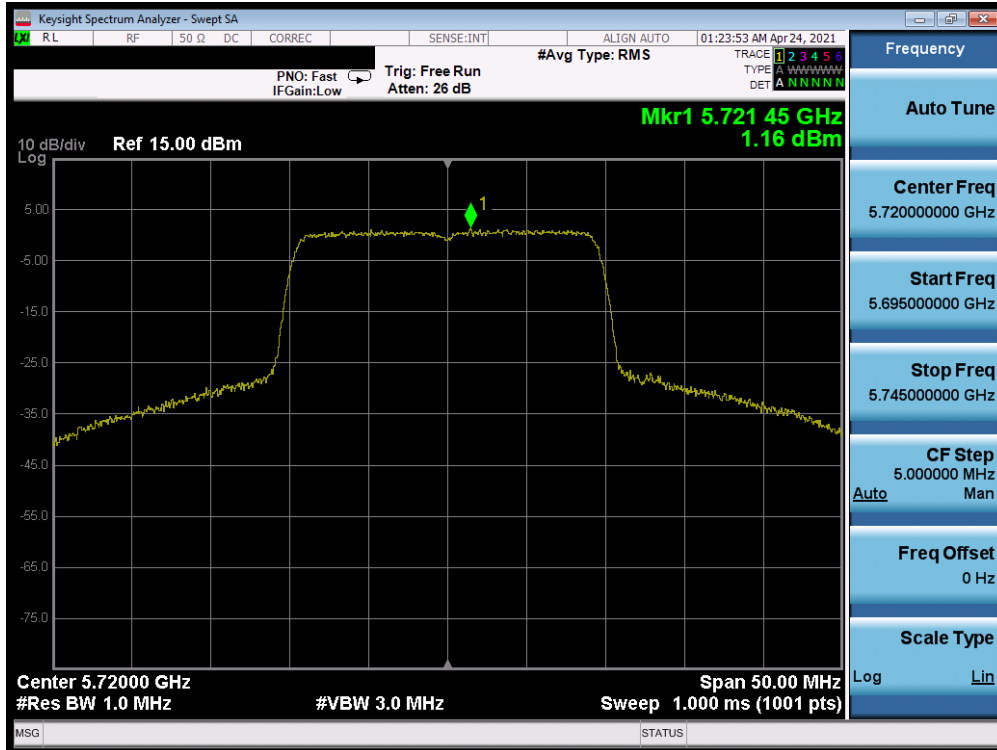 Keysight Spectrum Analyzer - Swept SA
LXI RL RF 50 Ω DC CORREC SENSE:INT ALIGN AUTO 01:23:53 AM Apr 24, 2021
#Avg Type: RMS TRACE 1 2 3 4 5 6
PNO: Fast Trig: Free Run TYPE A WWWWW
IFGain:Low Atten: 26 dB DET A N N N N N
Mkr1 5.721 45 GHz
1.16 dBm
10 dB/div Ref 15.00 dBm
Log
1
5.00
-5.00
-15.0
-25.0
-35.0
-45.0
-55.0
-65.0
-75.0
Center 5.72000 GHz Span 50.00 MHz
#Res BW 1.0 MHz #VBW 3.0 MHz Sweep 1.000 ms (1001 pts)
MSG STATUS
Frequency
Auto Tune
Center Freq
5.720000000 GHz
Start Freq
5.695000000 GHz
Stop Freq
5.745000000 GHz
CF Step
5.000000 MHz
Auto Man
Freq Offset
0 Hz
Scale Type
Log Lin